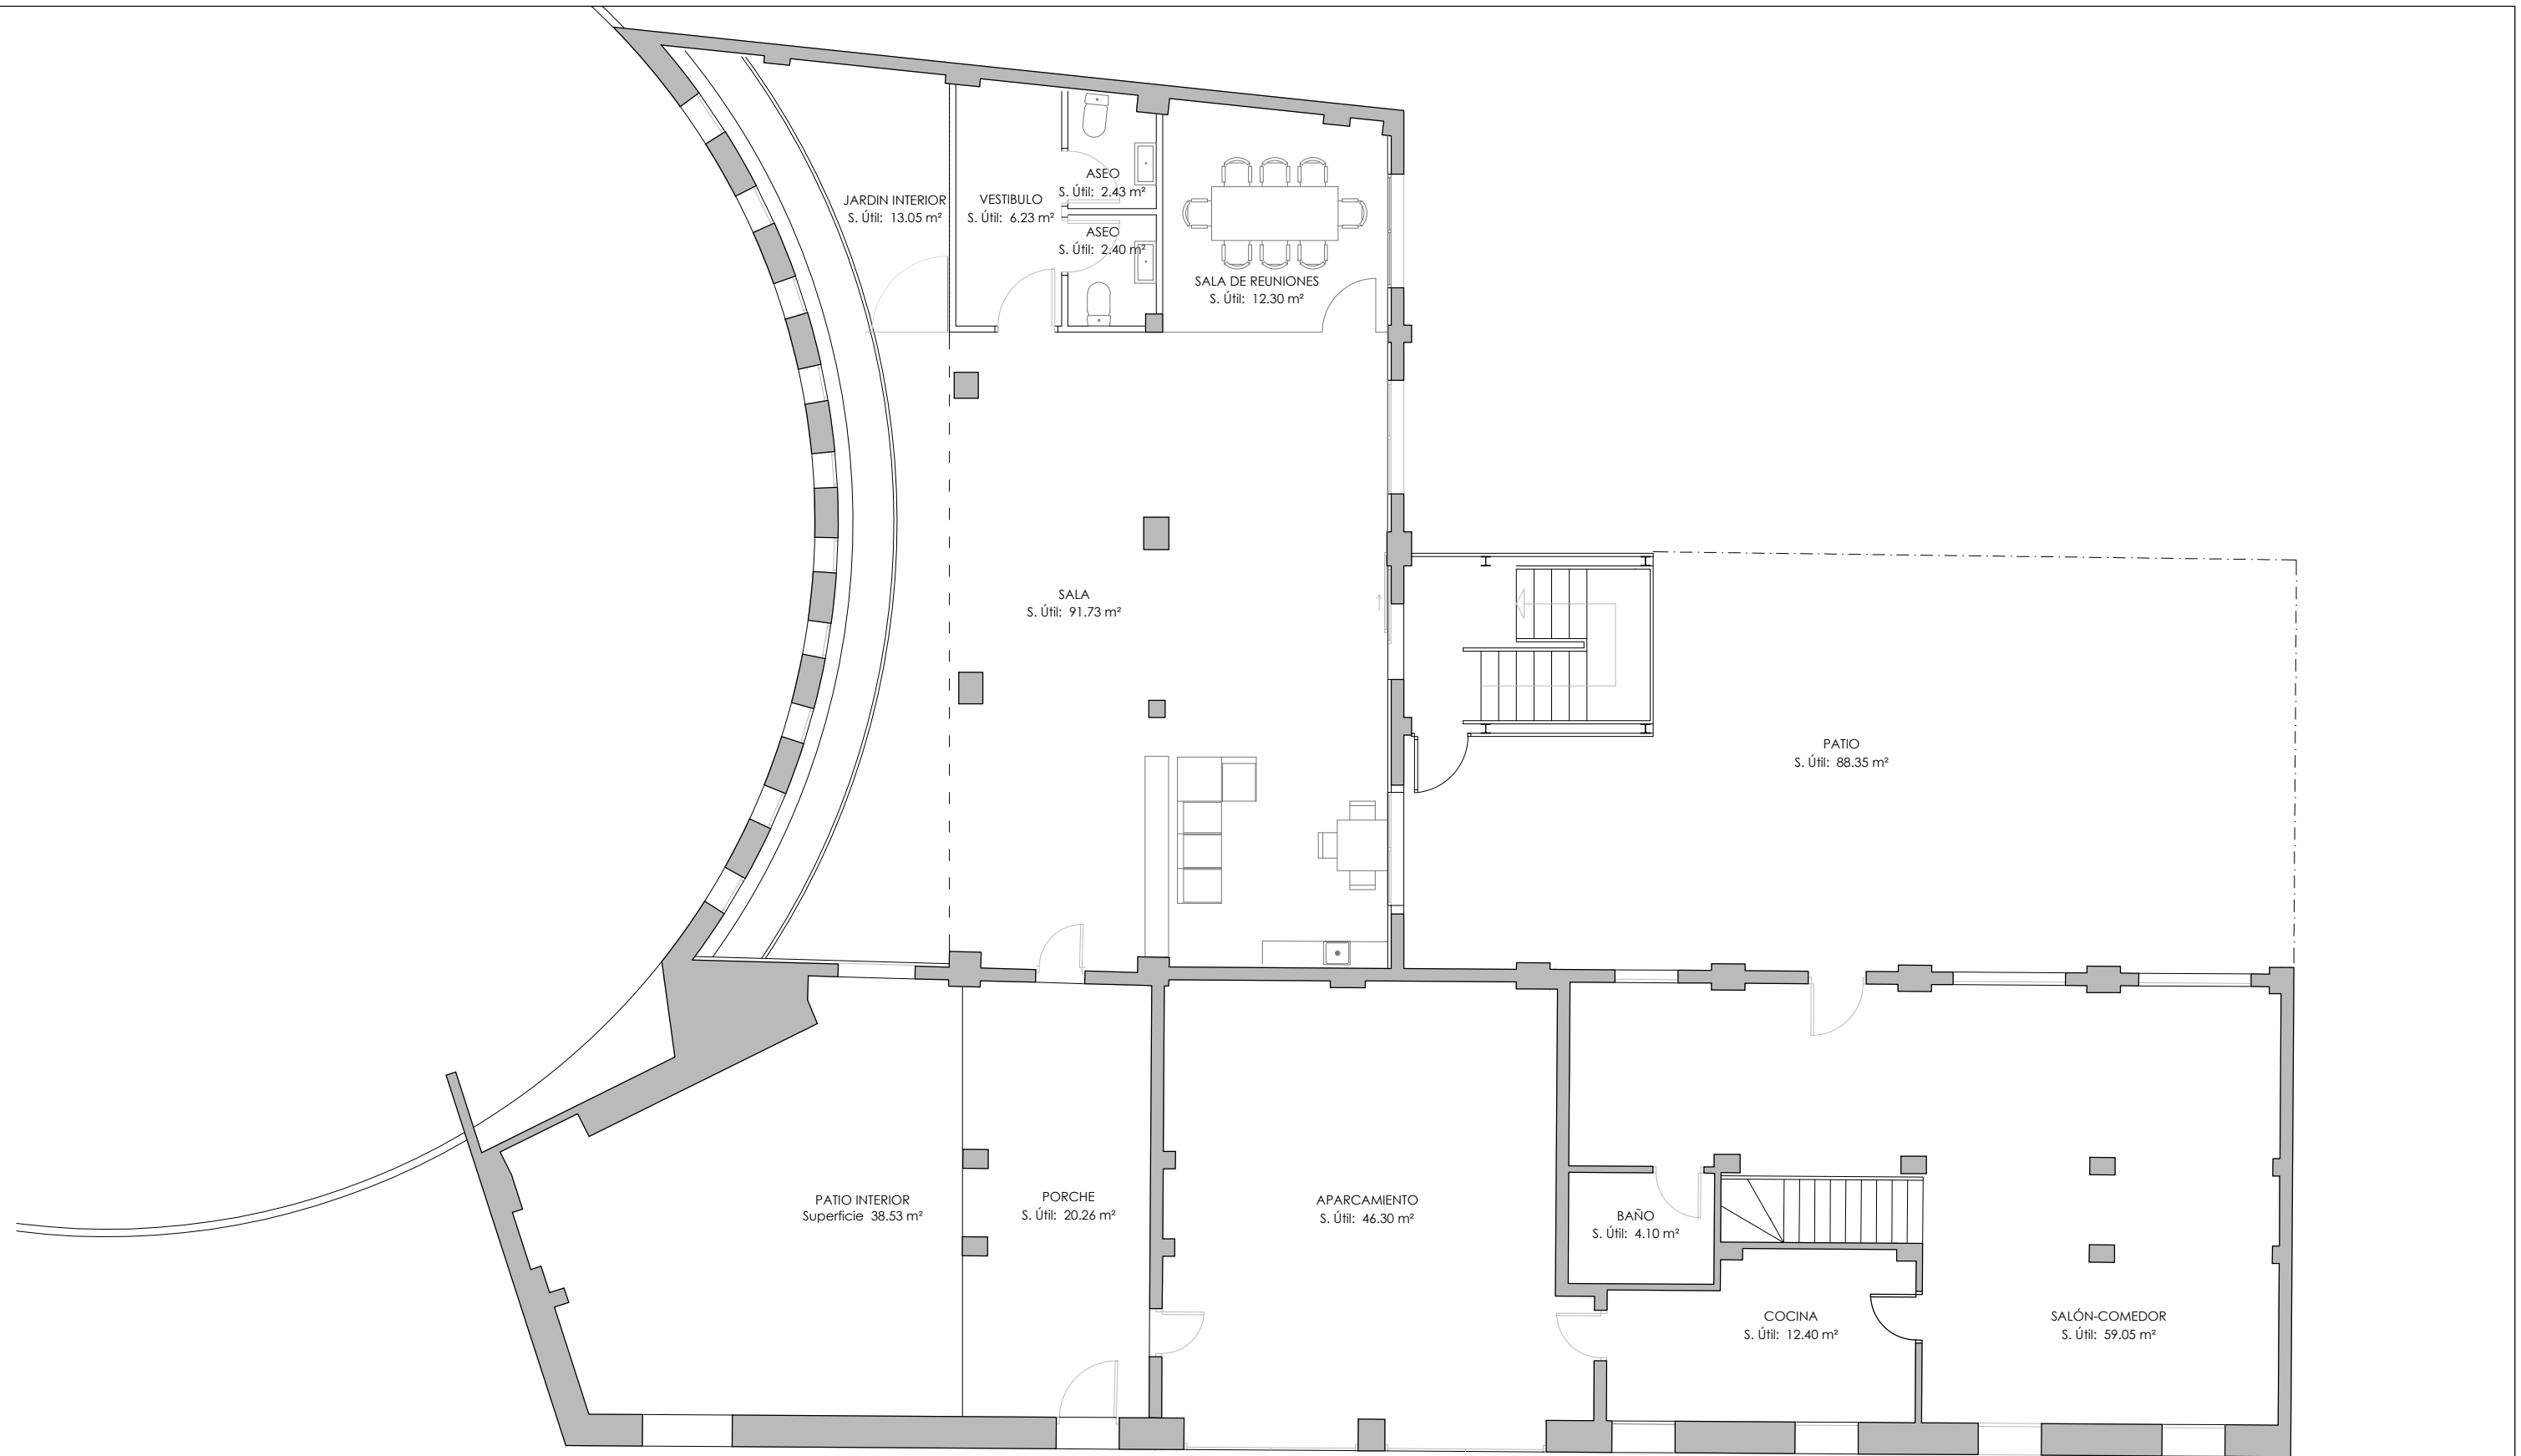 ASEO
S. Útil: 2.43 m²
JARDIN INTERIOR
S. Útil: 13.05 m²
VESTIBULO
S. Útil: 6.23 m²
ASEO
S. Útil: 2.40 m²
SALA DE REUNIONES
S. Útil: 12.30 m²
SALA
S. Útil: 91.73 m²
PATIO
S. Útil: 88.35 m²
PATIO INTERIOR
Superficie 38.53 m²
PORCHE
S. Útil: 20.26 m²
APARCAMIENTO
S. Útil: 46.30 m²
BAÑO
S. Útil: 4.10 m²
COCINA
S. Útil: 12.40 m²
SALÓN-COMEDOR
S. Útil: 59.05 m²